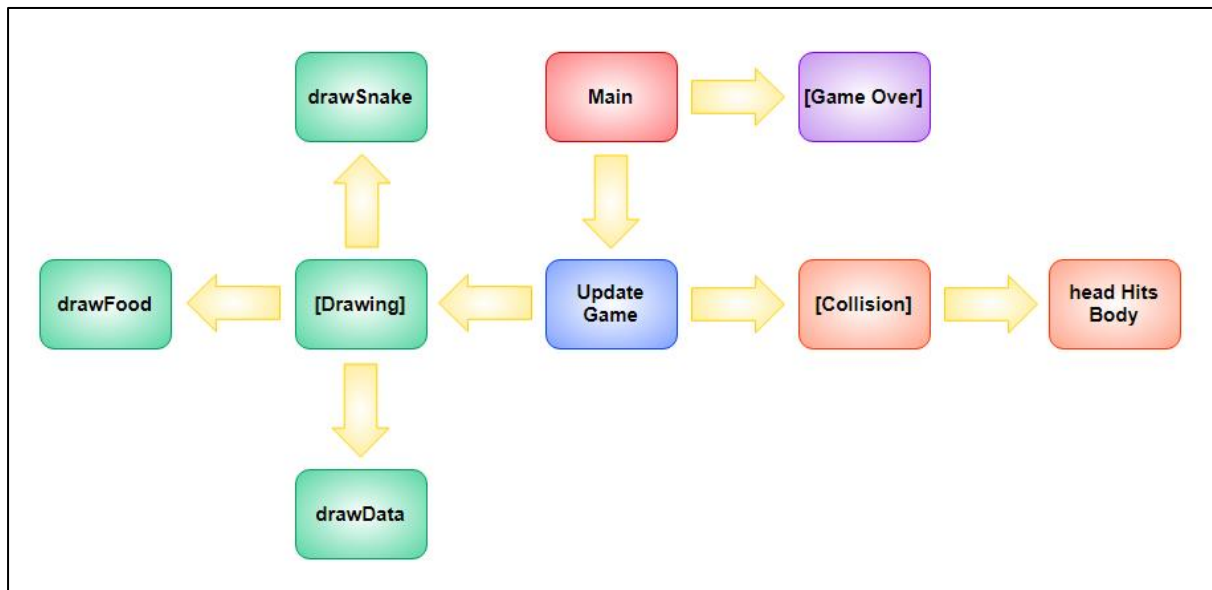 drawSnake
Main
[Game Over]
drawFood
[Drawing]
Update
Game
[Collision]
head Hits
Body
drawData